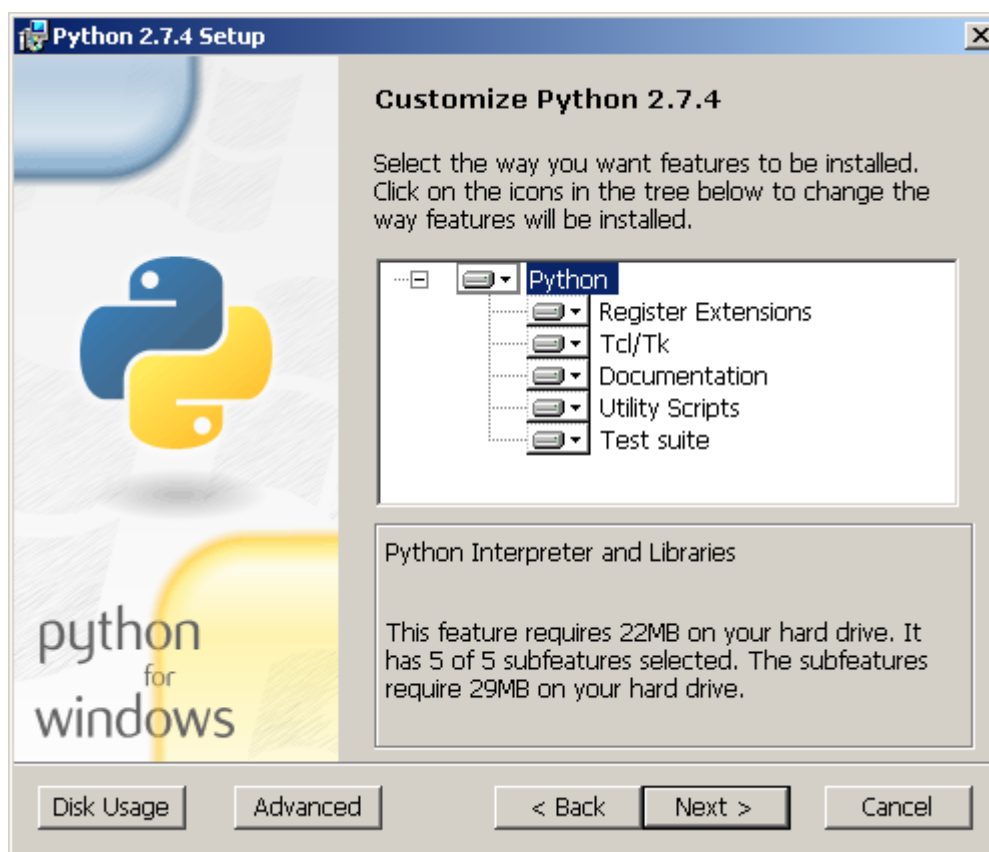 Python 2.7.4 Setup
Customize Python 2.7.4
Select the way you want features to be installed.
Click on the icons in the tree below to change the
way features will be installed.
Python
Register Extensions
Tcl/Tk
Documentation
Utility Scripts
Test suite
Python Interpreter and Libraries
This feature requires 22MB on your hard drive. It
has 5 of 5 subfeatures selected. The subfeatures
require 29MB on your hard drive.
python
for
windows
Disk Usage
Advanced
< Back
Next >
Cancel